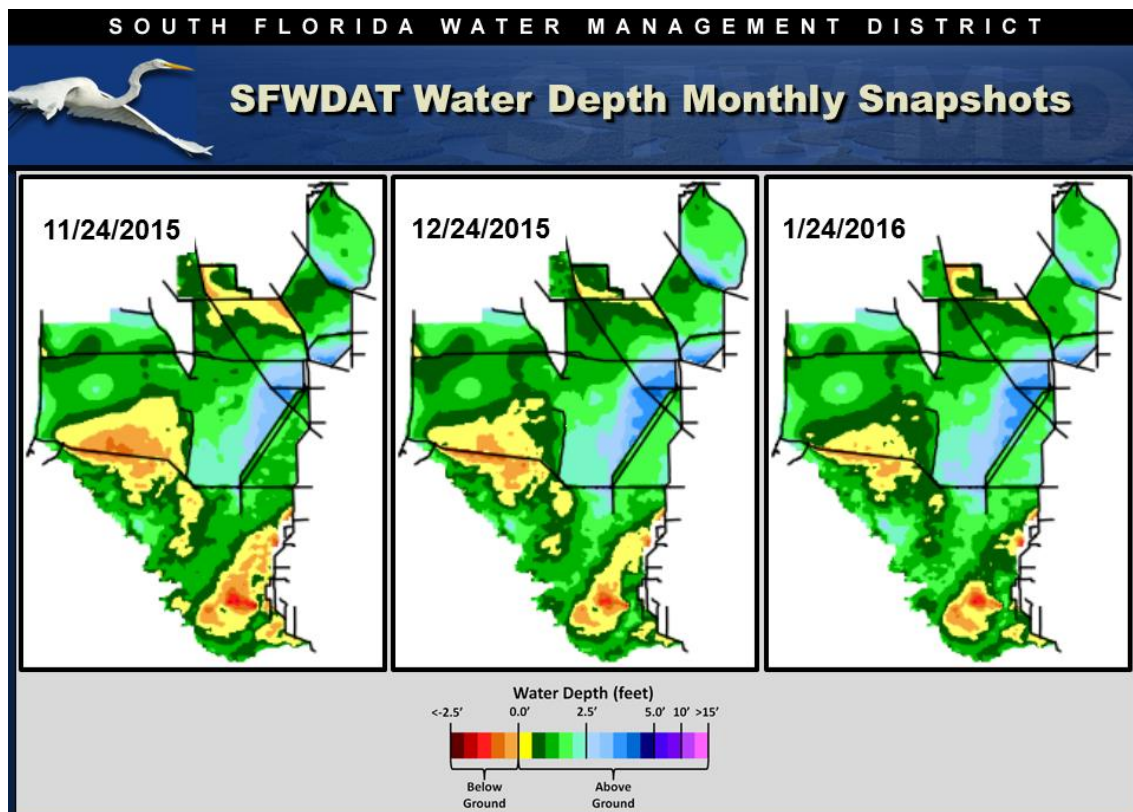 SOUTH FLORIDA WATER MANAGEMENT DISTRICT
SFWDAT Water Depth Monthly Snapshots
11/24/2015
12/24/2015
1/24/2016
Water Depth (feet)
<-2.5' 0.0' 2.5' 5.0' 10' >15'
Below Ground
Above Ground